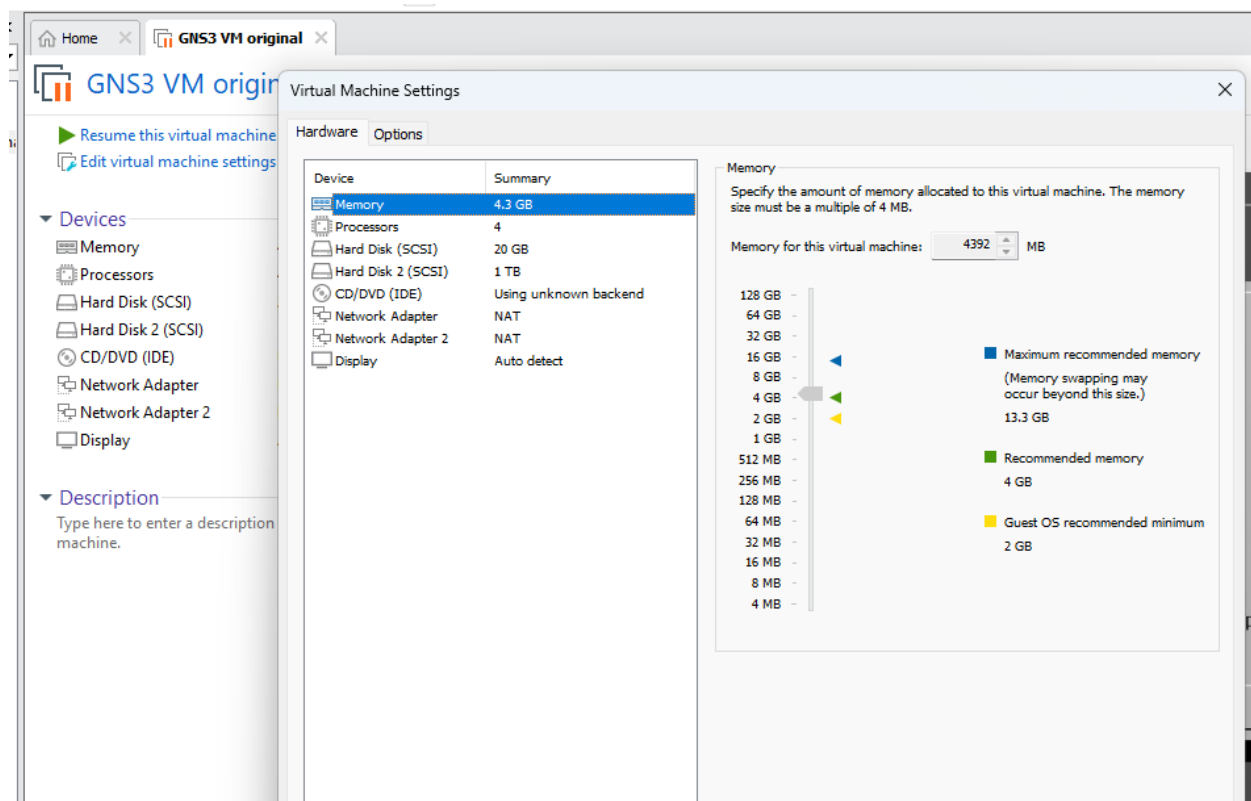 Home
GNS3 VM original
GNS3 VM origin
Resume this virtual machine
Edit virtual machine settings
Devices
Memory
Processors
Hard Disk (SCSI)
Hard Disk 2 (SCSI)
CD/DVD (IDE)
Network Adapter
Network Adapter 2
Display
Description
Type here to enter a description
machine.
Virtual Machine Settings
Hardware
Options
Device Summary
Memory 4.3 GB
Processors 4
Hard Disk (SCSI) 20 GB
Hard Disk 2 (SCSI) 1 TB
CD/DVD (IDE) Using unknown backend
Network Adapter NAT
Network Adapter 2 NAT
Display Auto detect
Memory
Specify the amount of memory allocated to this virtual machine. The memory
size must be a multiple of 4 MB.
Memory for this virtual machine: 4392 MB
128 GB
64 GB
32 GB
16 GB
8 GB
4 GB
2 GB
1 GB
512 MB
256 MB
128 MB
64 MB
32 MB
16 MB
8 MB
4 MB
Maximum recommended memory
(Memory swapping may
occur beyond this size.)
13.3 GB
Recommended memory
4 GB
Guest OS recommended minimum
2 GB